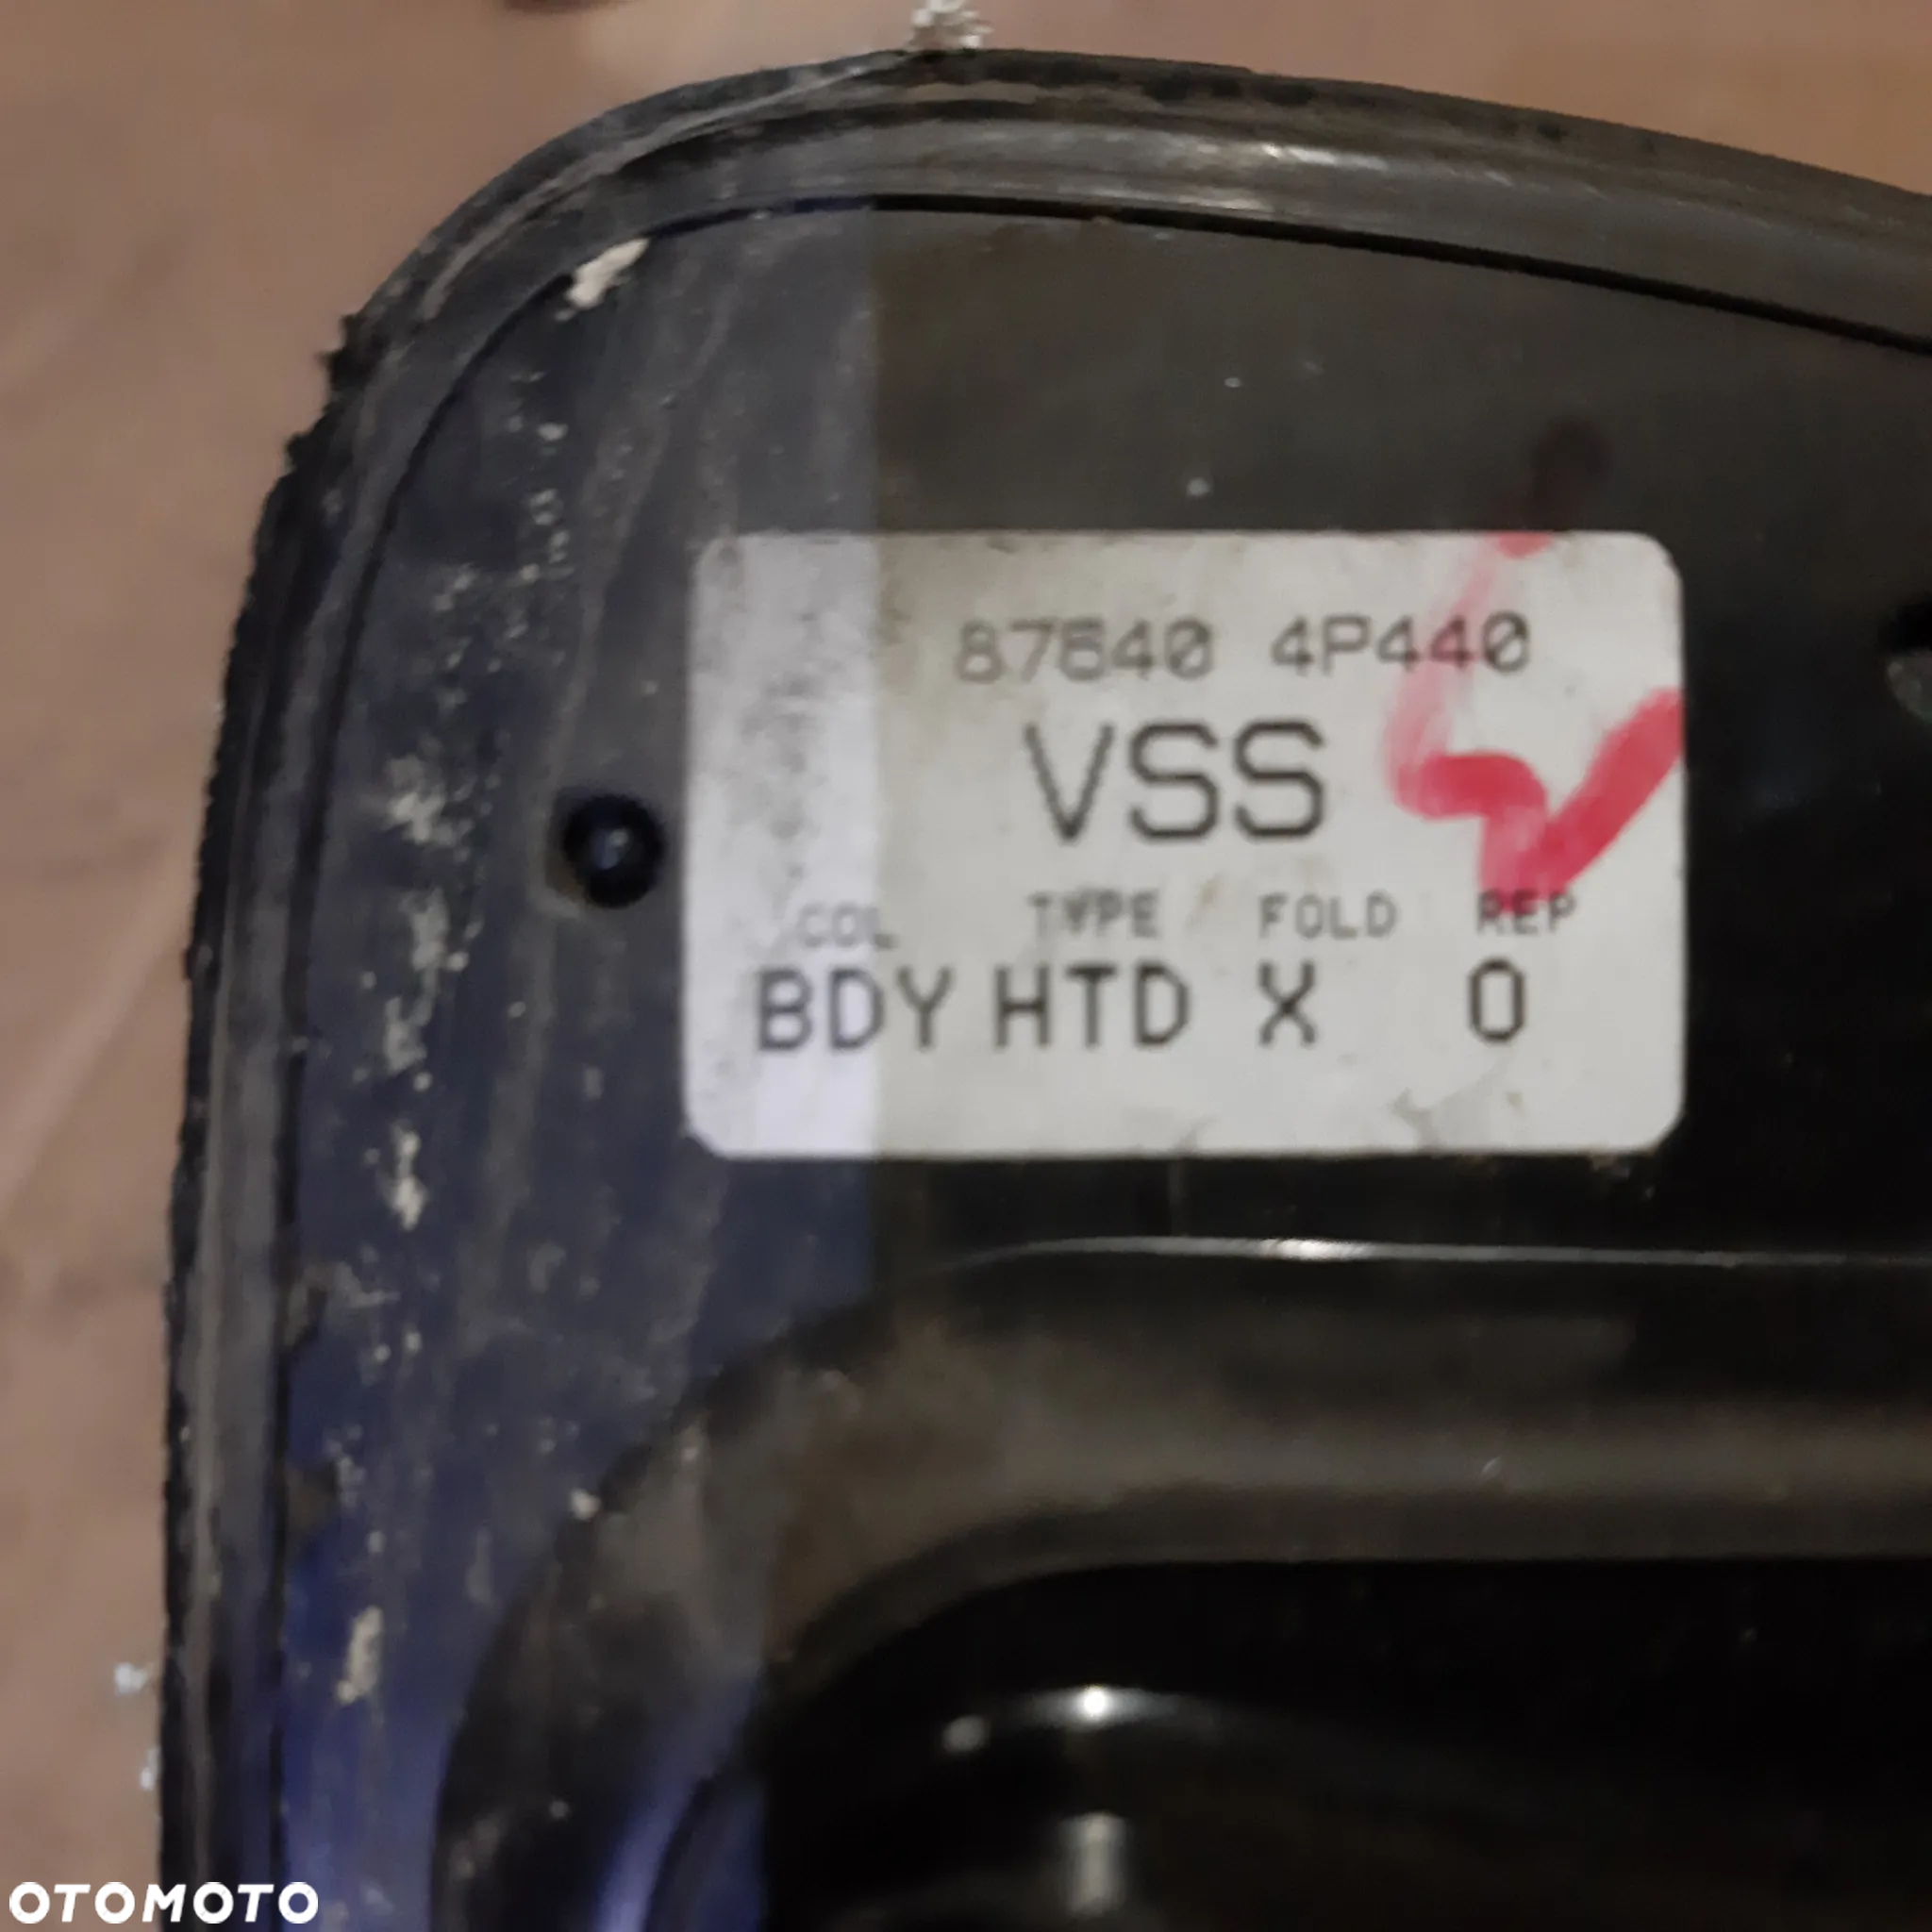 87640 4P440
VSS
COL TYPE FOLD REP
BDY HTD X 0
OTOMOTO